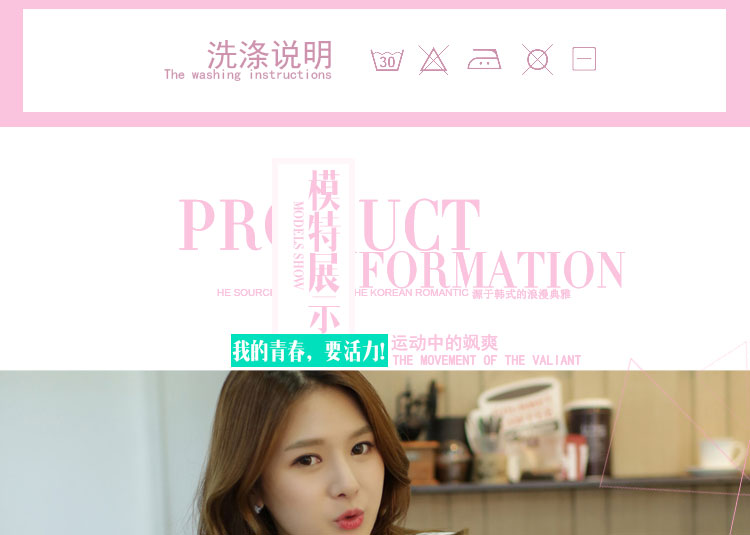 洗涤说明
The washing instructions
30
模特展示
MODELS SHOW
PRO UCT
FORMATION
HE SOURCE
HE KOREAN ROMANTIC 源于韩式的浪漫典雅
我的青春，要活力!
运动中的飒爽
THE MOVEMENT OF THE VALIANT